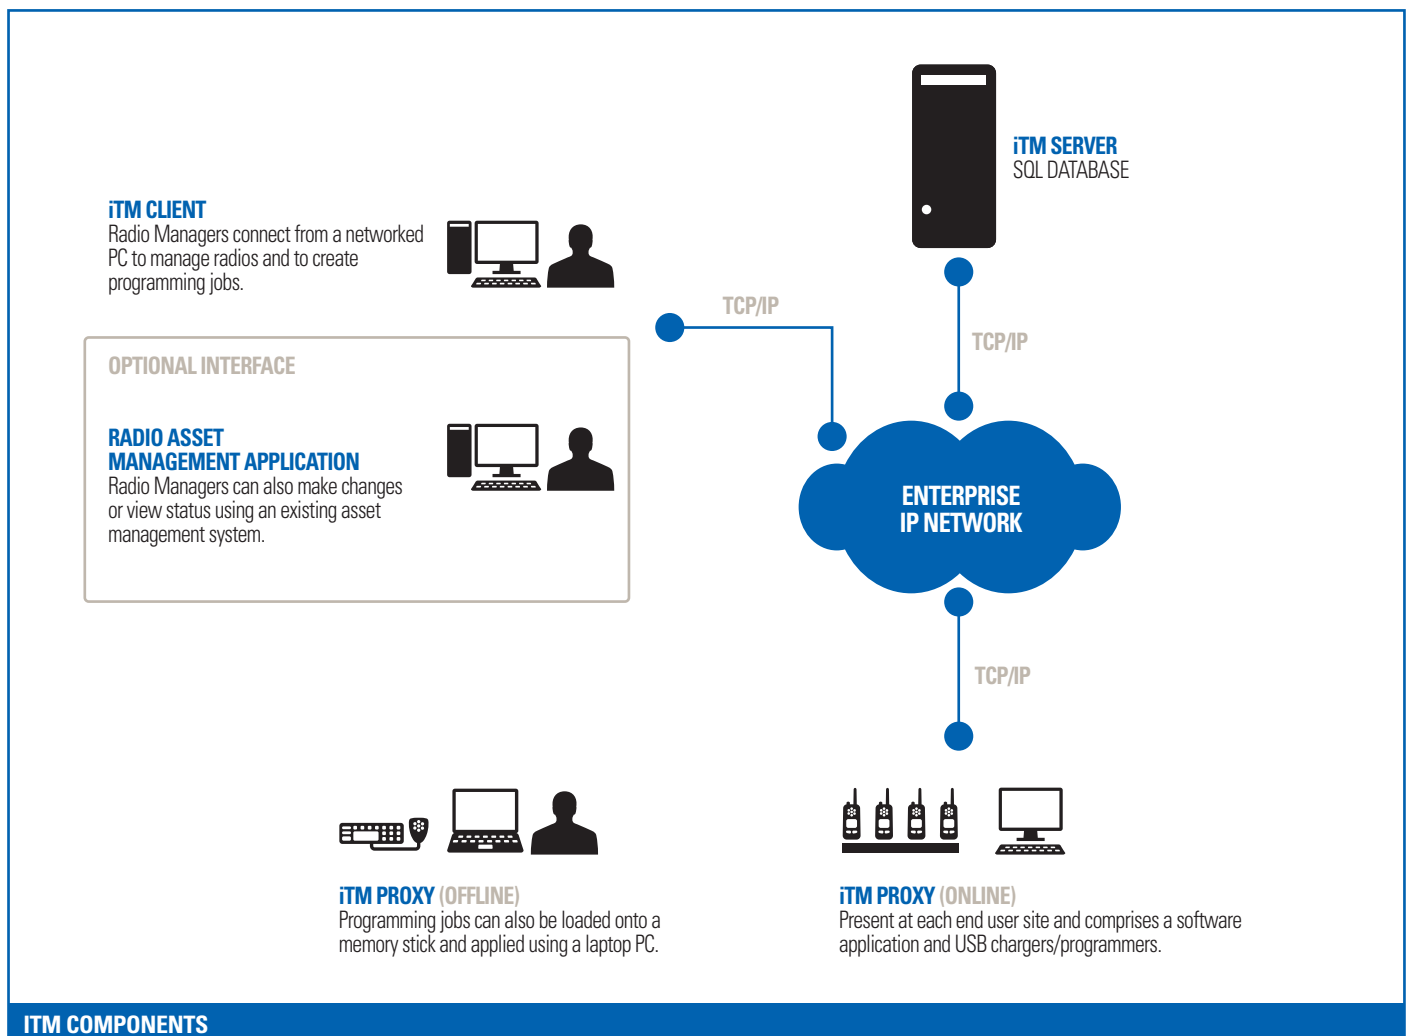 iTM SERVER
SQL DATABASE
iTM CLIENT
Radio Managers connect from a networked
PC to manage radios and to create
programming jobs.
TCP/IP
TCP/IP
OPTIONAL INTERFACE
RADIO ASSET
MANAGEMENT APPLICATION
Radio Managers can also make changes
or view status using an existing asset
management system.
ENTERPRISE
IP NETWORK
TCP/IP
iTM PROXY (OFFLINE)
Programming jobs can also be loaded onto a
memory stick and applied using a laptop PC.
iTM PROXY (ONLINE)
Present at each end user site and comprises a software
application and USB chargers/programmers.
ITM COMPONENTS